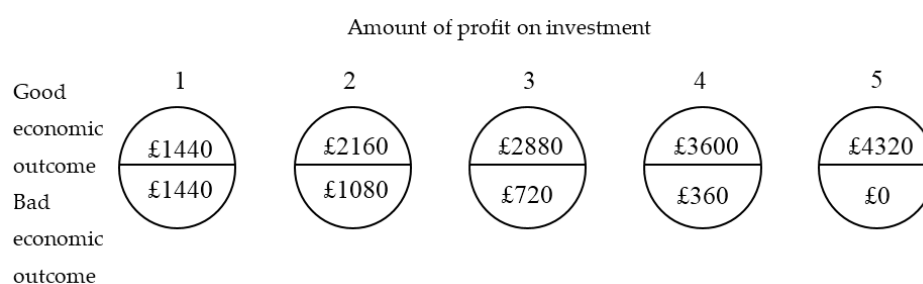 Amount of profit on investment
1 2 3 4 5
Good
economic
outcome
£1440 £2160 £2880 £3600 £4320
Bad
economic
outcome
£1440 £1080 £720 £360 £0